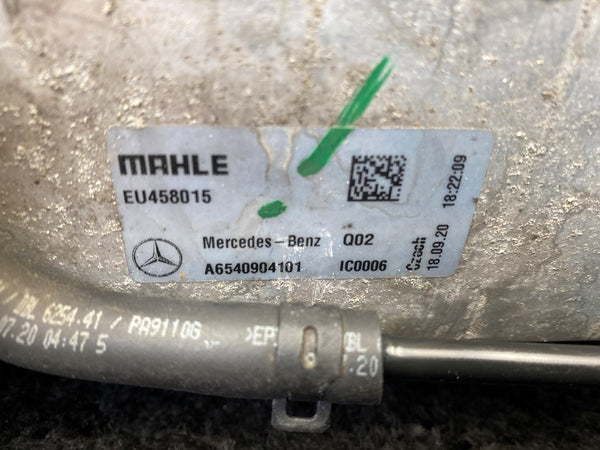 MAHLE
EU458015
Mercedes-Benz Q02
A6540904101 IC0006
Czech
18.09.20 18:22:09
/ DBL 6254.41 / PA9110G
07.20 04:47 5
>EP
BL
.20